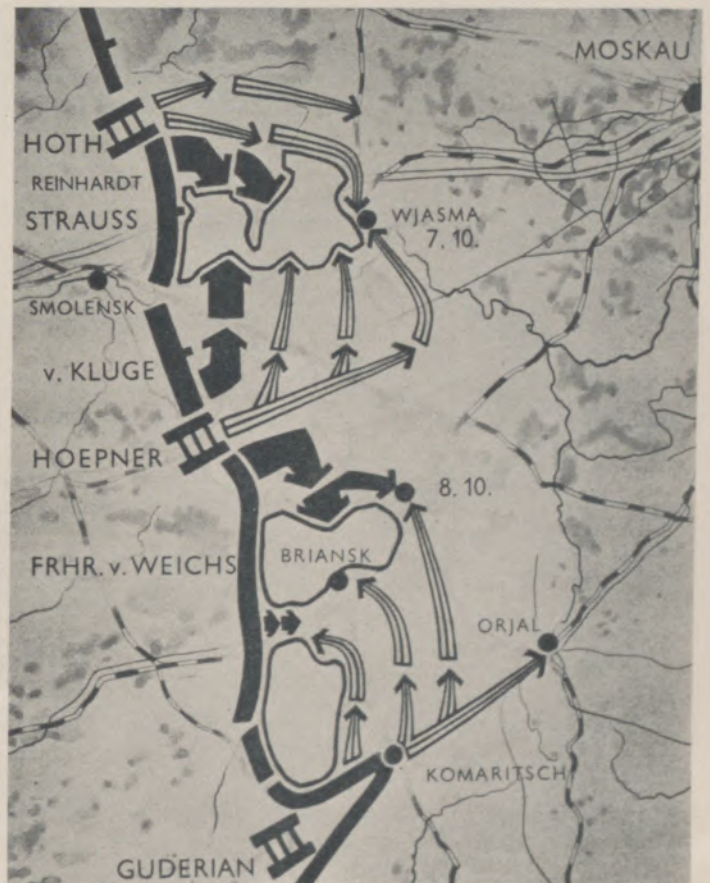 MOSKAU
HOTH
REINHARDT
STRAUSS
WJASMA
7.10.
SMOLENSK
v. KLUGE
HOEPNER
8.10.
FRHR. v. WEICHS
BRIANSK
ORJAL
KOMARITSCH
GUDERIAN